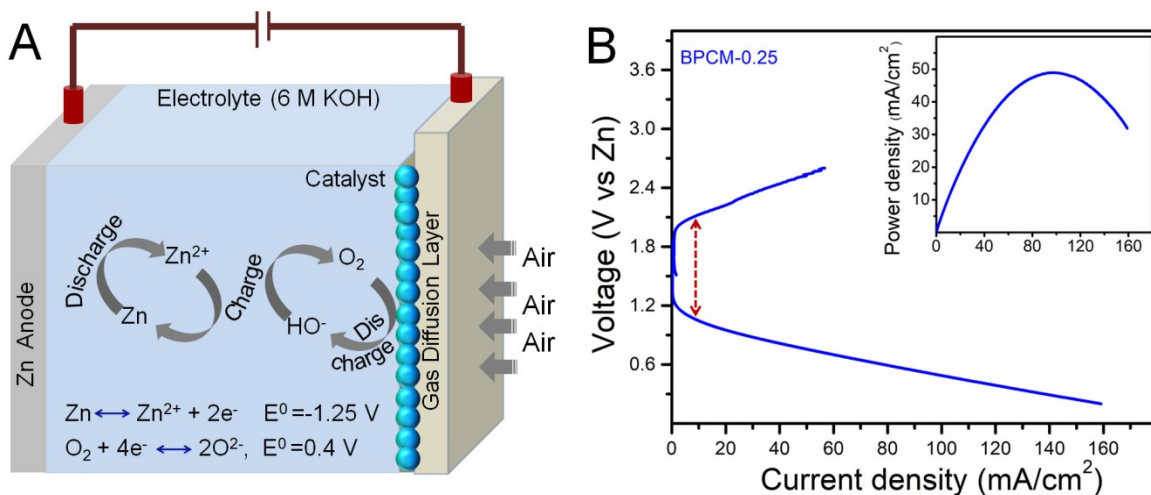 A
Electrolyte (6 M KOH)
Catalyst
Zn Anode
Discharge
Zn²⁺
Zn
Charge
O₂
HO⁻
Dis
charge
Gas Diffusion Layer
Air
Air
Air
Zn ↔ Zn²⁺ + 2e⁻ E⁰ =-1.25 V
O₂ + 4e⁻ ↔ 2O²⁻, E⁰ =0.4 V
B
BPCM-0.25
Voltage (V vs Zn)
3.6
3.0
2.4
1.8
1.2
0.6
0 20 40 60 80 100 120 140 160
Current density (mA/cm²)
Power density (mA/cm²)
50
40
30
20
10
0 40 80 120 160